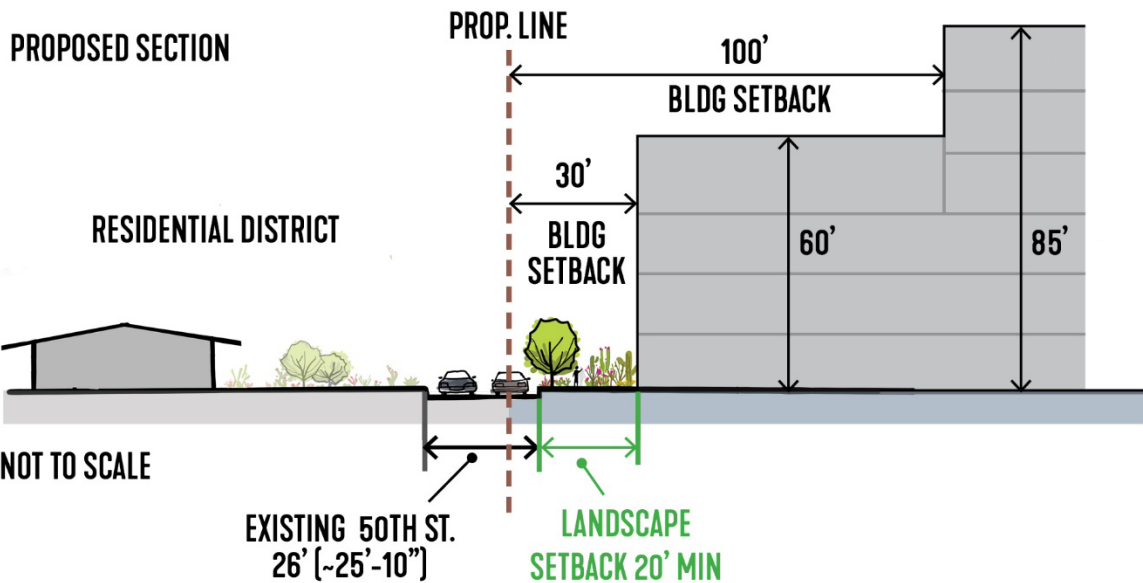 PROPOSED SECTION
PROP. LINE
100’
BLDG SETBACK
30’
BLDG
SETBACK
RESIDENTIAL DISTRICT
60’
85’
NOT TO SCALE
EXISTING 50TH ST.
26’ (~25’-10”)
LANDSCAPE
SETBACK 20’ MIN